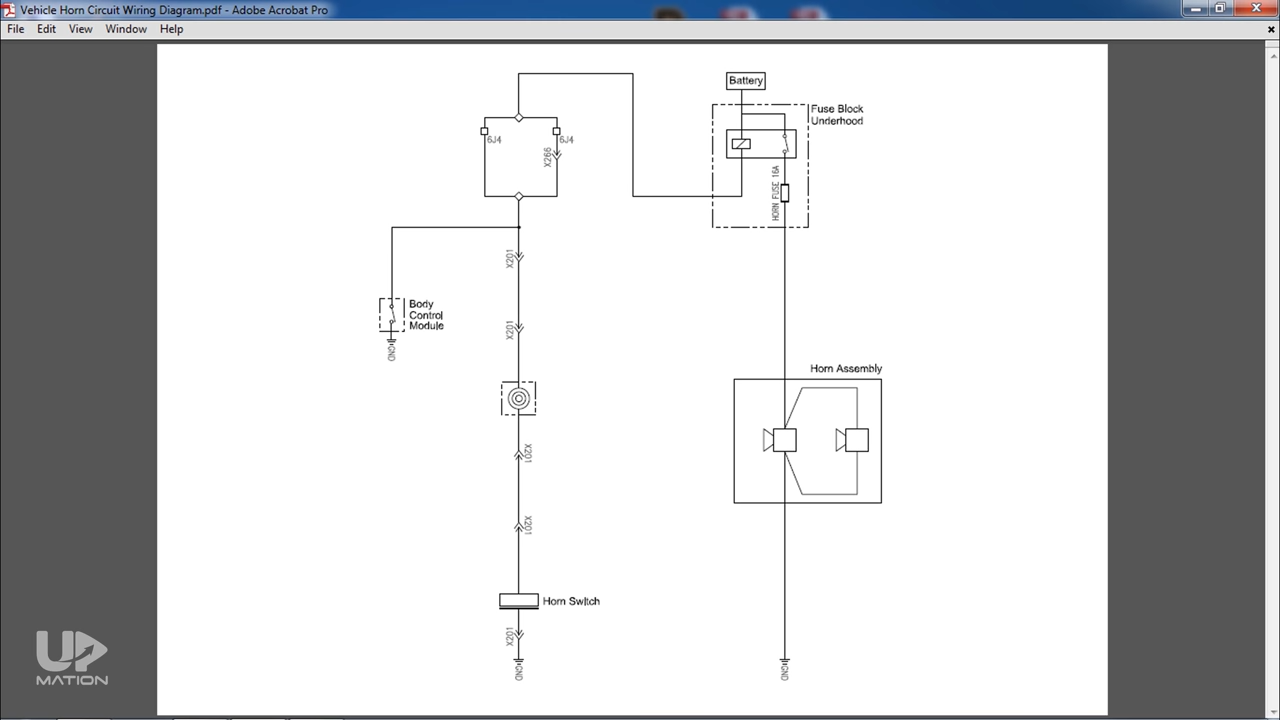 Vehicle Horn Circuit Wiring Diagram.pdf - Adobe Acrobat Pro
File Edit View Window Help
Battery
Fuse Block
Underhood
6J4
6J4
X266
HORN FUSE 16A
X201
Body
Control
Module
GND
X201
Horn Assembly
X201
X201
Horn Switch
X201
GND
GND
UP
MATION